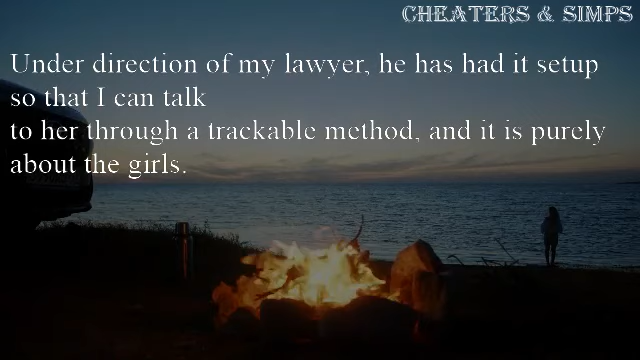 CHEATERS & SIMPS
Under direction of my lawyer, he has had it setup
so that I can talk
to her through a trackable method, and it is purely
about the girls.